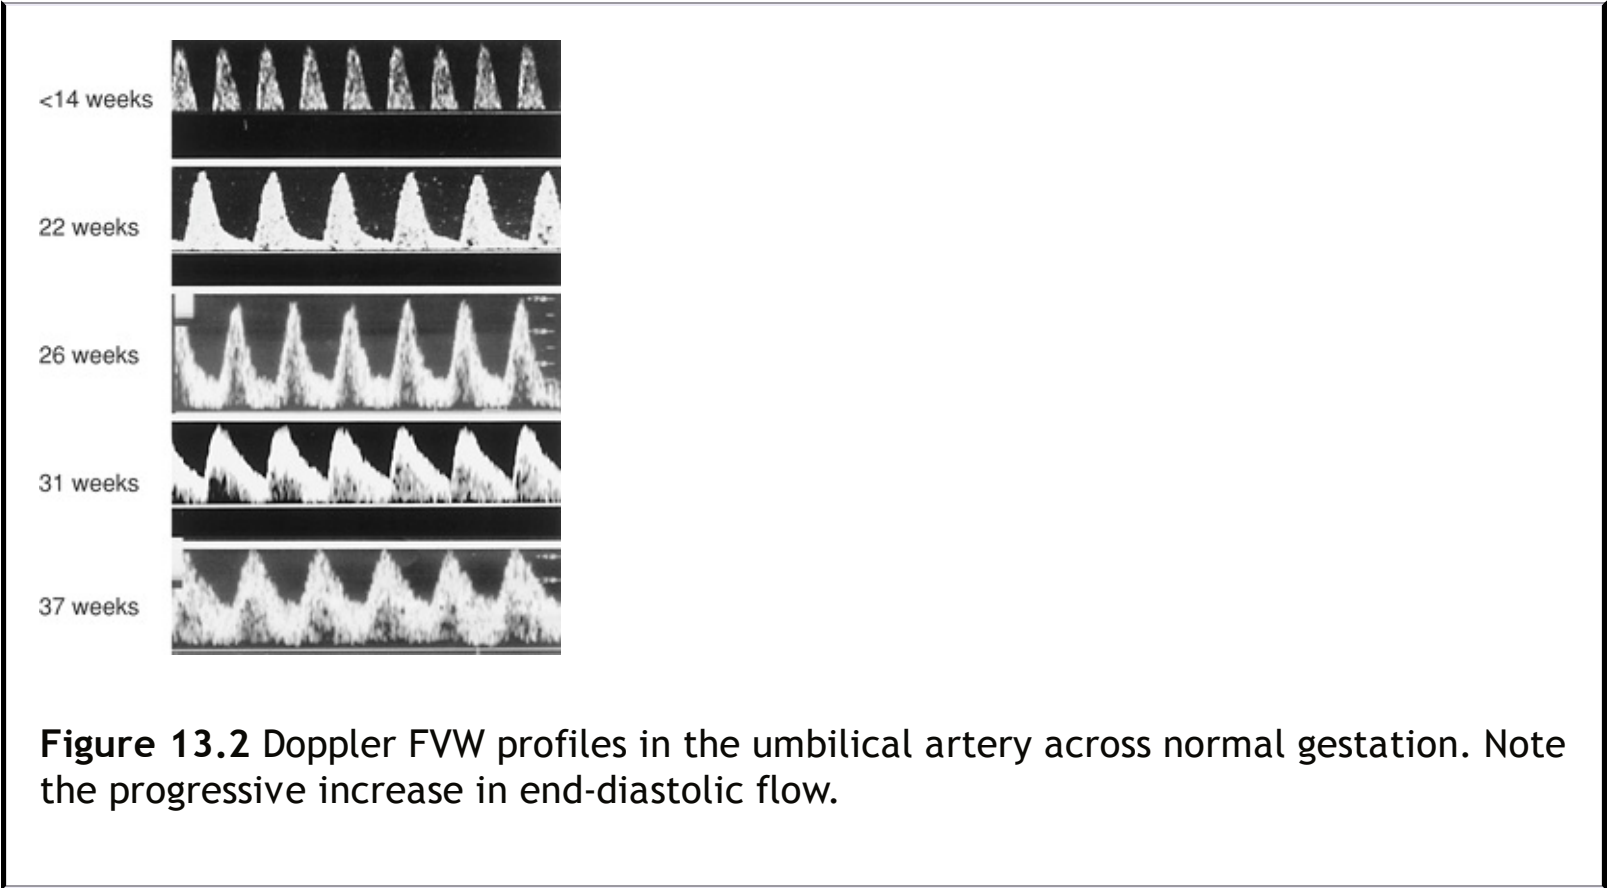 <14 weeks
22 weeks
26 weeks
31 weeks
37 weeks
Figure 13.2 Doppler FVW profiles in the umbilical artery across normal gestation. Note
the progressive increase in end-diastolic flow.